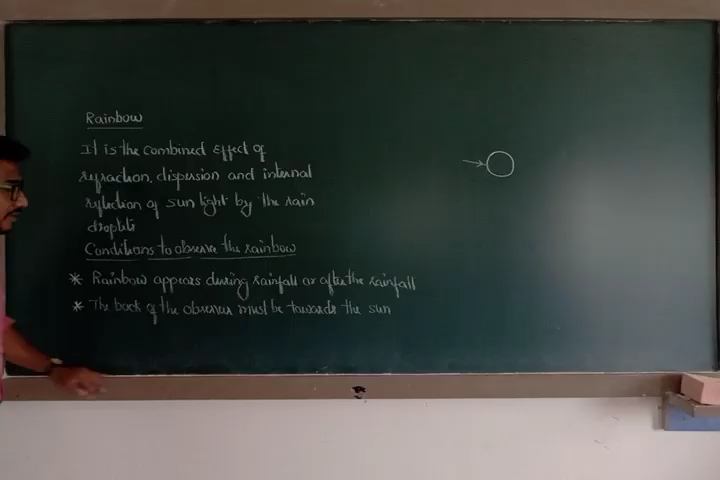 Rainbow
It is the combined effect of
refraction, dispersion and internal
reflection of sun light by the rain
droplets
Conditions to observe the rainbow
* Rainbow appears during rainfall or after the rainfall
* The back of the observer must be towards the sun